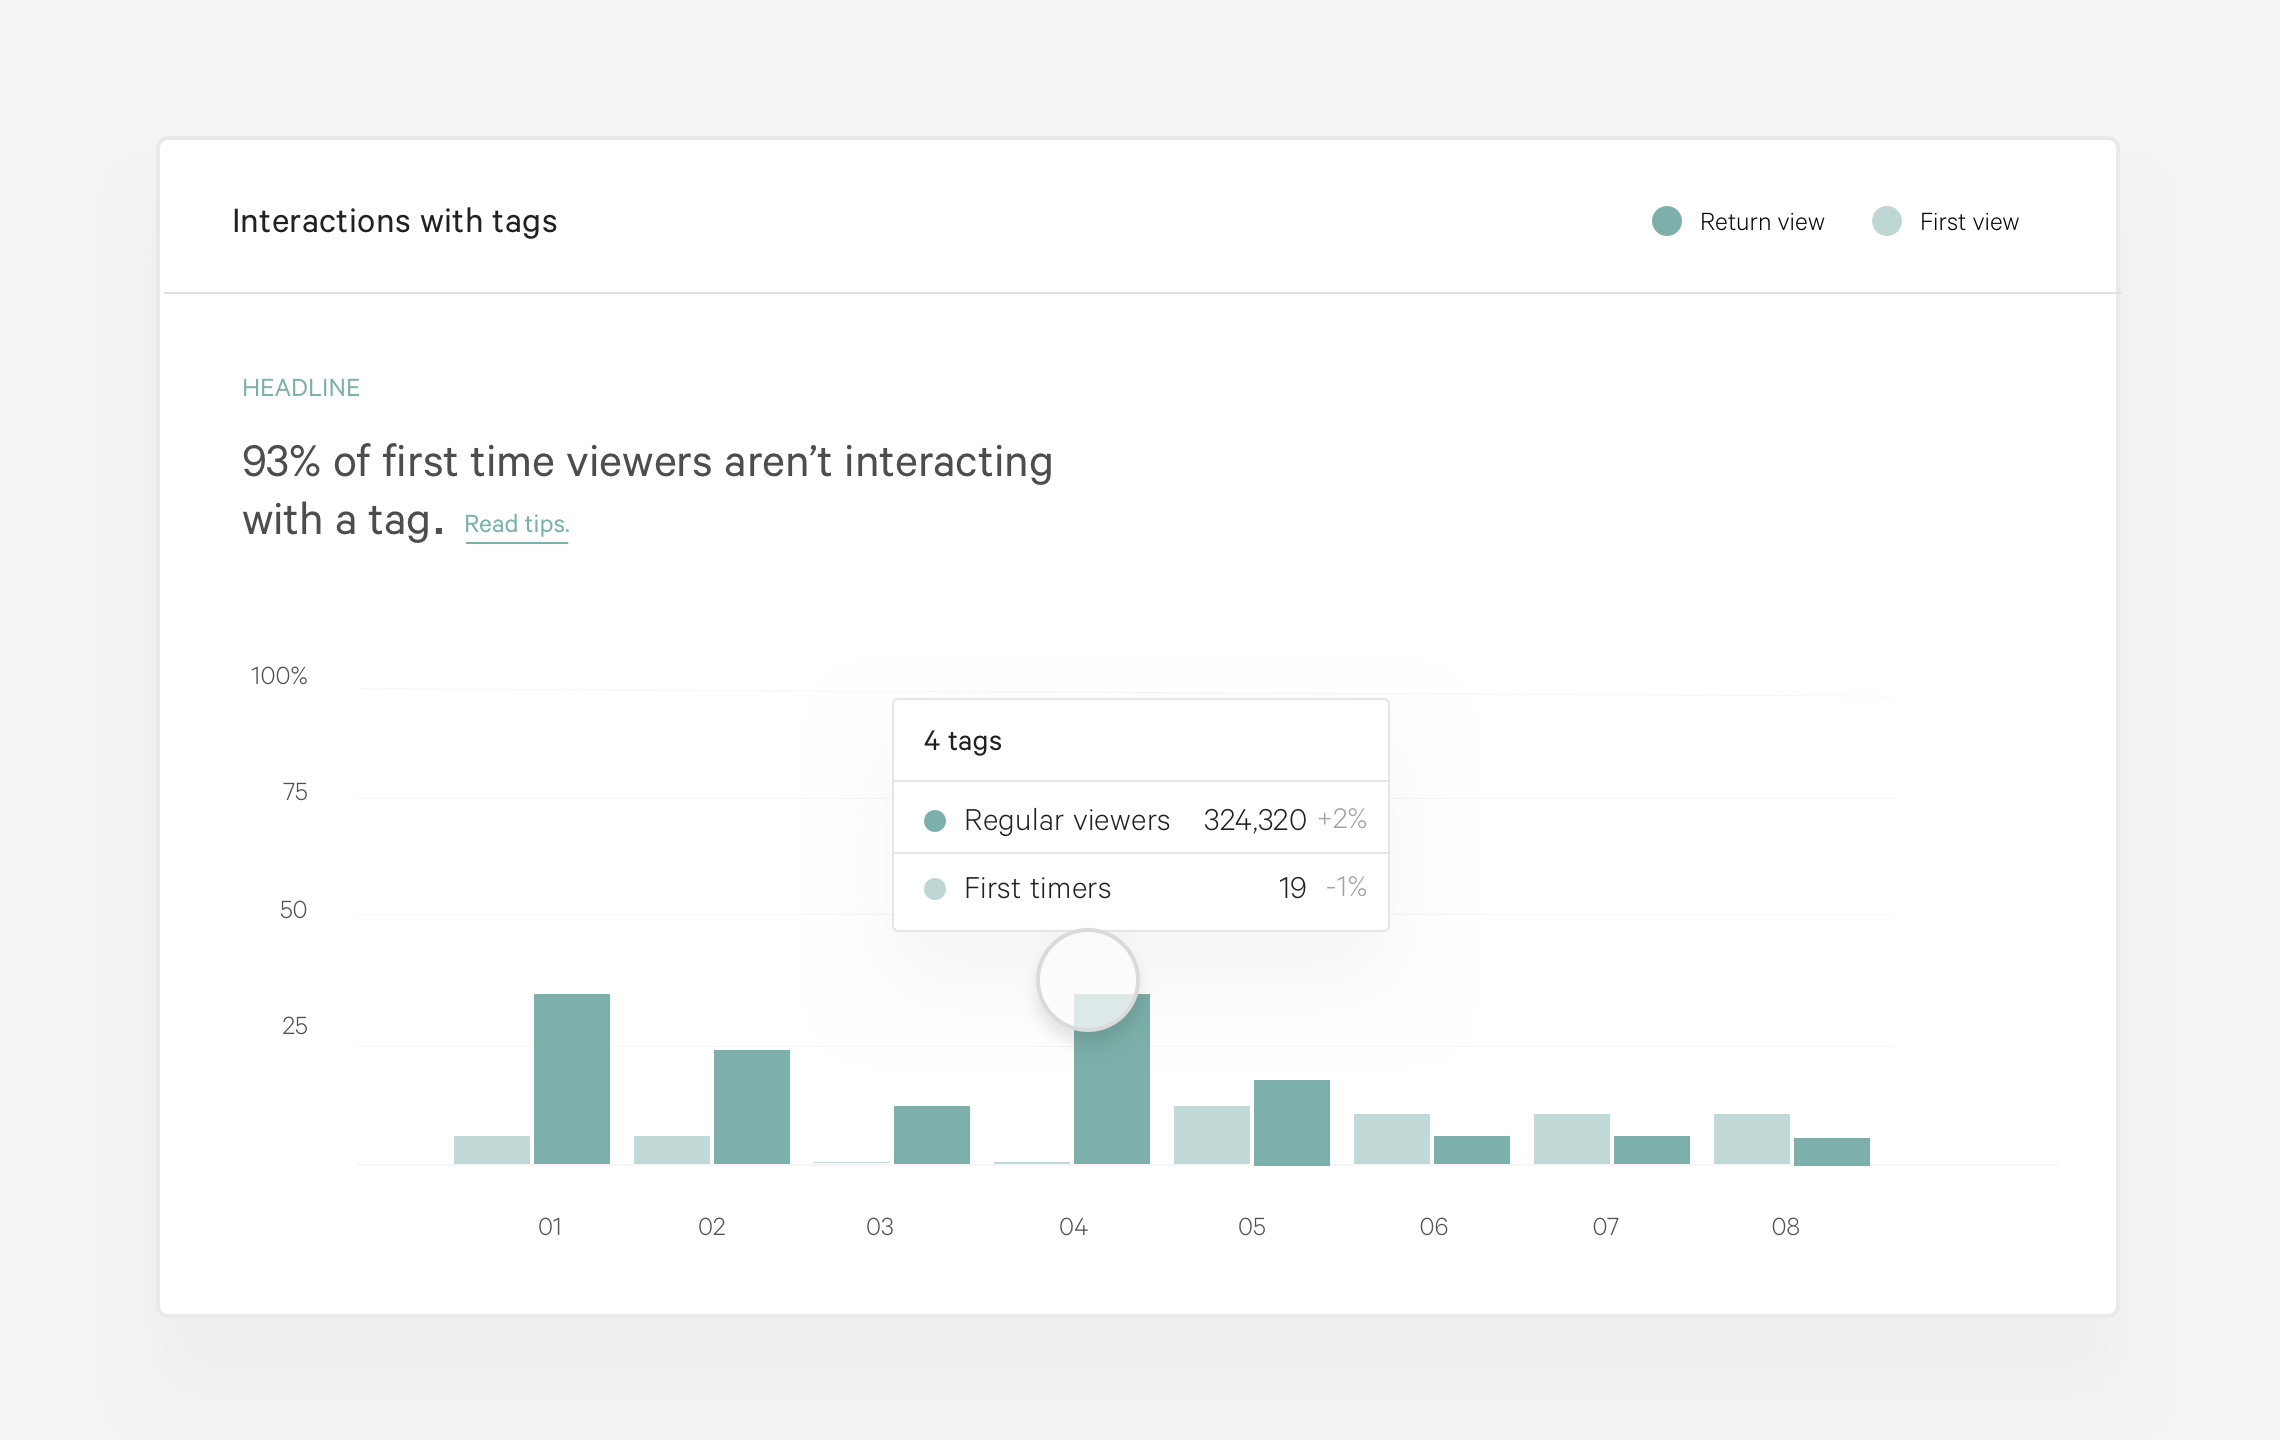 Interactions with tags
Return view
First view
HEADLINE
93% of first time viewers aren’t interacting
with a tag. Read tips.
100%
75
50
25
4 tags
Regular viewers 324,320 +2%
First timers 19 -1%
01 02 03 04 05 06 07 08